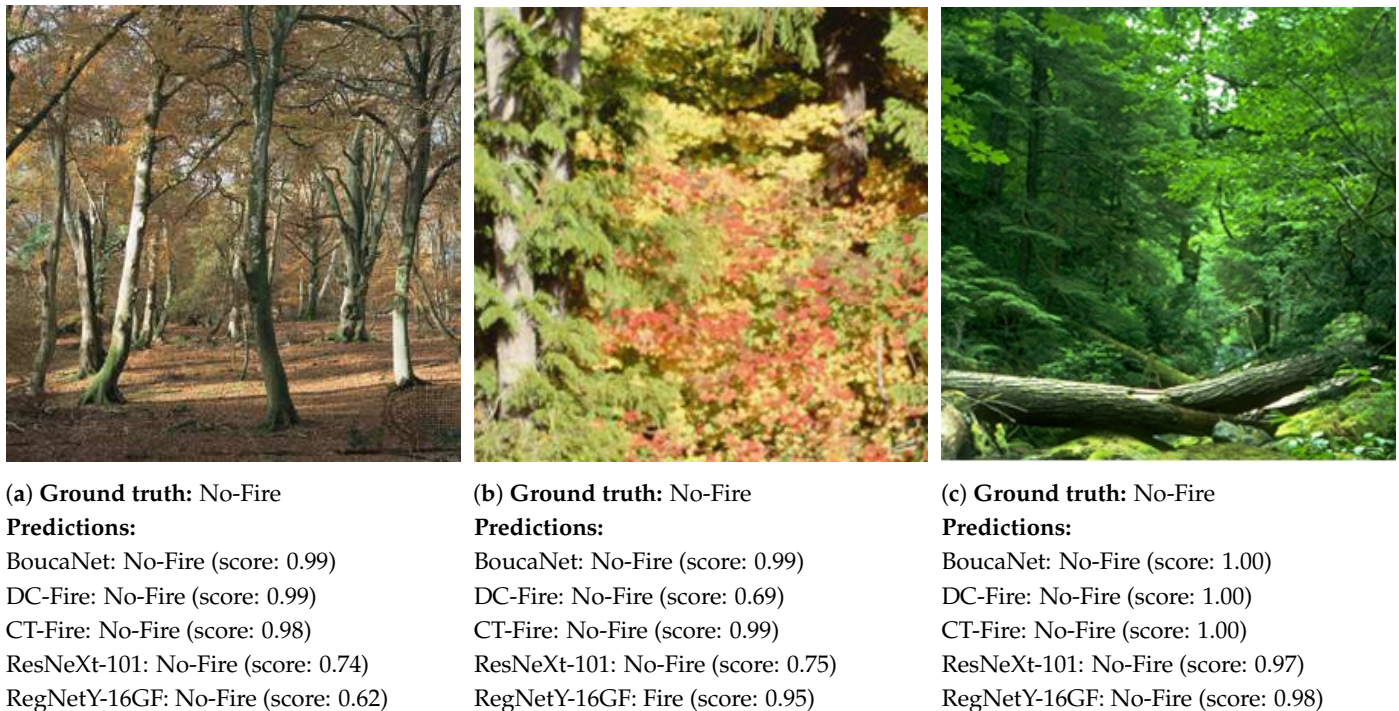 (a) Ground truth: No-Fire
Predictions:
BoucaNet: No-Fire (score: 0.99)
DC-Fire: No-Fire (score: 0.99)
CT-Fire: No-Fire (score: 0.98)
ResNeXt-101: No-Fire (score: 0.74)
RegNetY-16GF: No-Fire (score: 0.62)
(b) Ground truth: No-Fire
Predictions:
BoucaNet: No-Fire (score: 0.99)
DC-Fire: No-Fire (score: 0.69)
CT-Fire: No-Fire (score: 0.99)
ResNeXt-101: No-Fire (score: 0.75)
RegNetY-16GF: Fire (score: 0.95)
(c) Ground truth: No-Fire
Predictions:
BoucaNet: No-Fire (score: 1.00)
DC-Fire: No-Fire (score: 1.00)
CT-Fire: No-Fire (score: 1.00)
ResNeXt-101: No-Fire (score: 0.97)
RegNetY-16GF: No-Fire (score: 0.98)